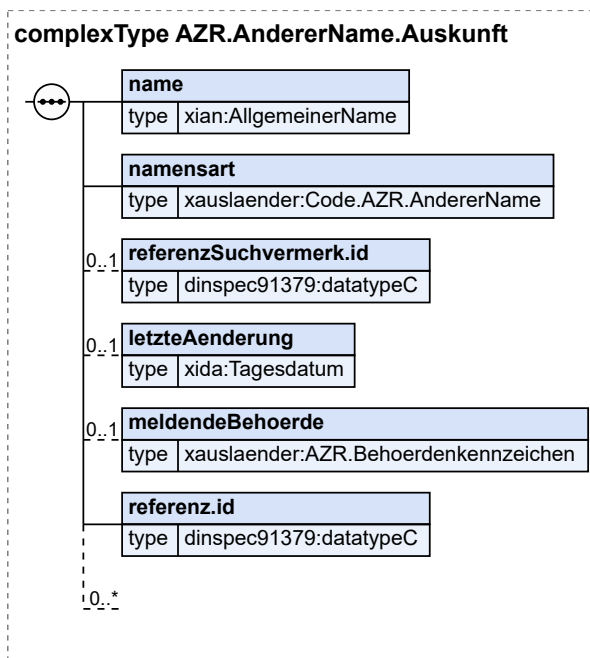 complexType AZR.AndererName.Auskunft
name
type xian:AllgemeinerName
namensart
type xauslaender:Code.AZR.AndererName
0..1 referenzSuchvermerk.id
type dinspec91379:datatypeC
0..1 letzteAenderung
type xida:Tagesdatum
0..1 meldendeBehoerde
type xauslaender:AZR.Behoerdenkennzeichen
referenz.id
type dinspec91379:datatypeC
0..*